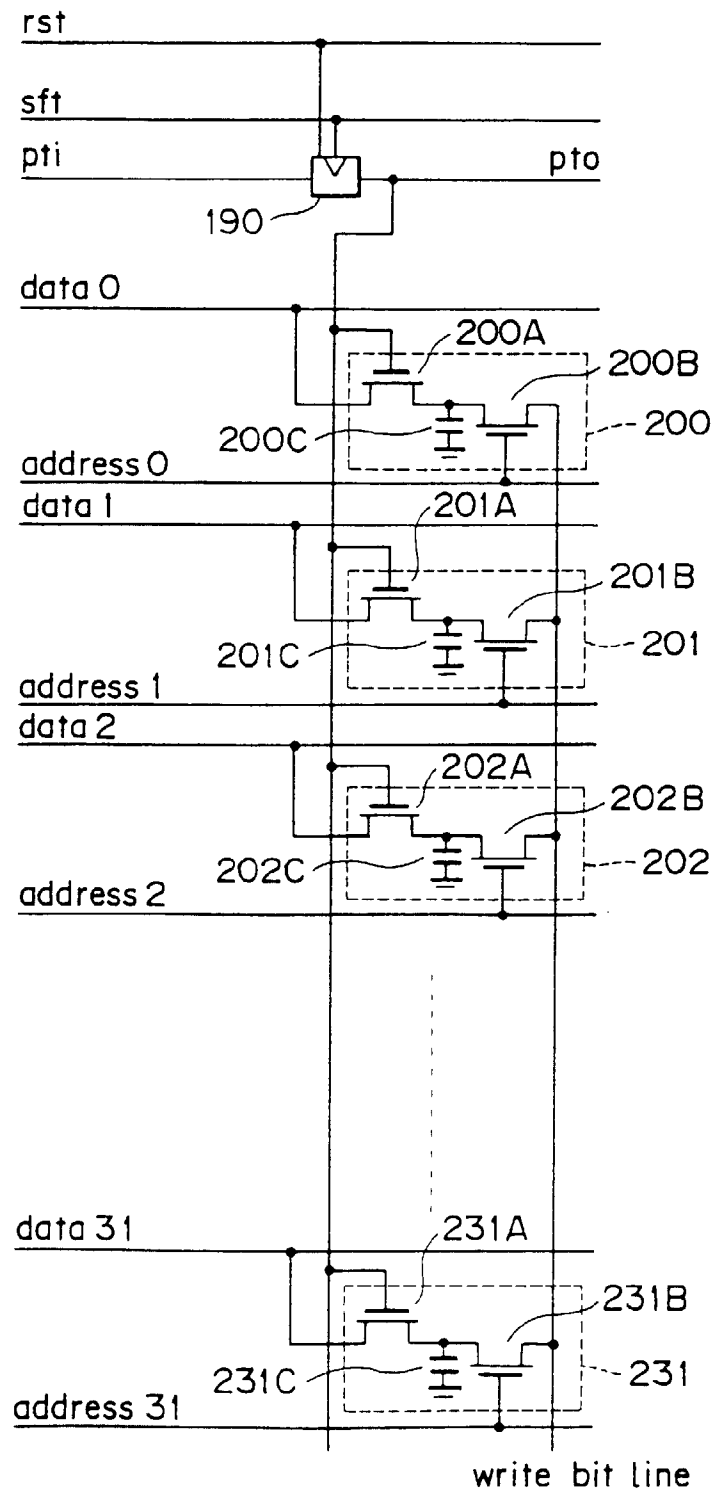 rst
sft
pti
pto
190
data 0
200A
200B
200C
200
address 0
data 1
201A
201B
201C
201
address 1
data 2
202A
202B
202C
202
address 2
data 31
231A
231B
231C
231
address 31
write bit line